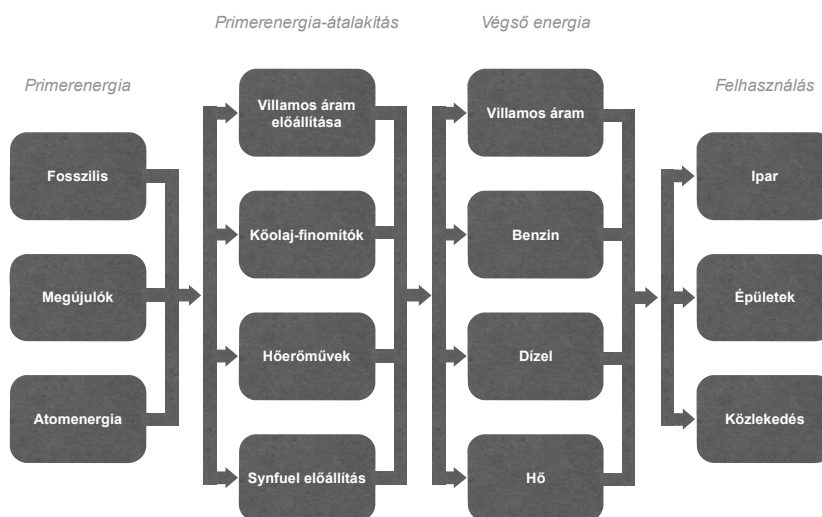 Primerenergia
Fosszilis
Megújulók
Atomenergia
Primerenergia-átalakítás
Villamos áram
előállítása
Kőolaj-finomítók
Hőerőművek
Synfuel előállítás
Végső energia
Villamos áram
Benzin
Dízel
Hő
Felhasználás
Ipar
Épületek
Közlekedés